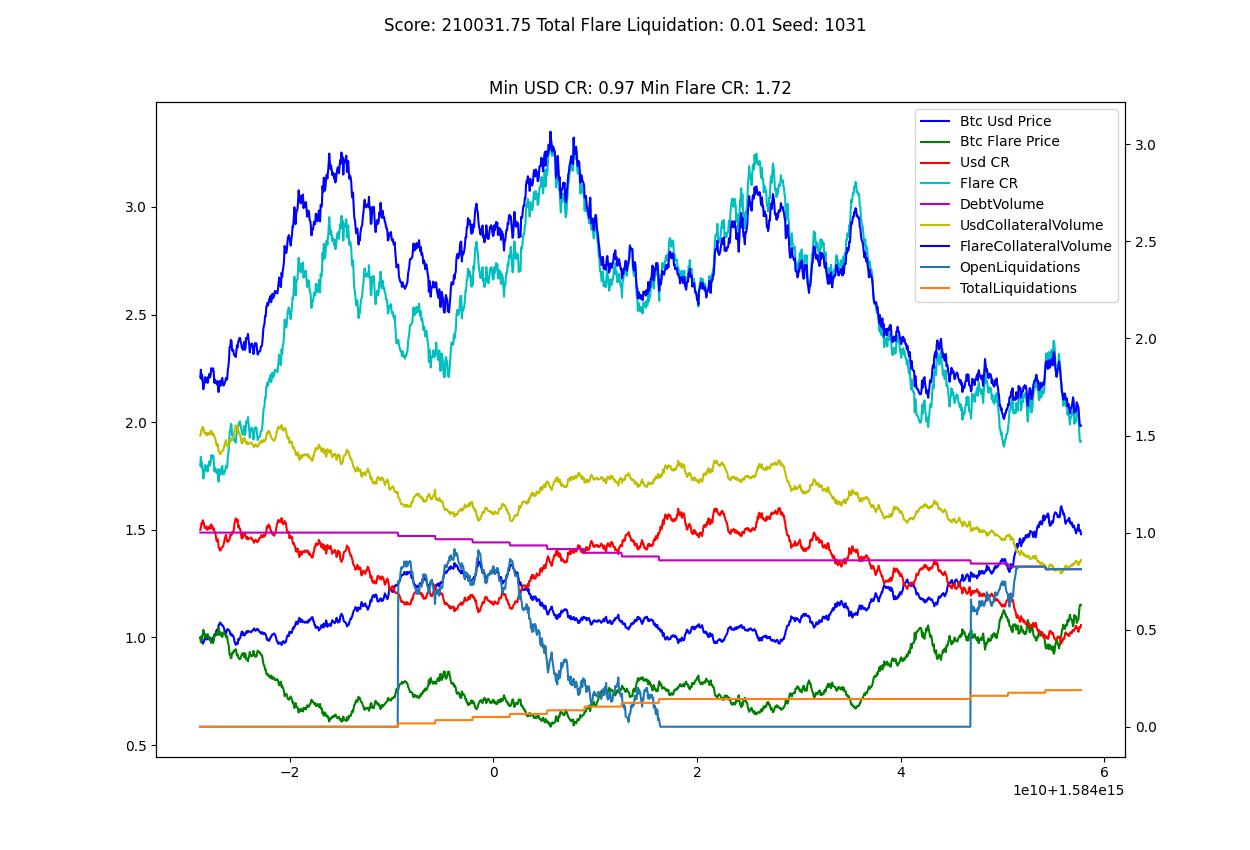 Score: 210031.75 Total Flare Liquidation: 0.01 Seed: 1031
Min USD CR: 0.97 Min Flare CR: 1.72
Btc Usd Price
Btc Flare Price
Usd CR
Flare CR
DebtVolume
UsdCollateralVolume
FlareCollateralVolume
OpenLiquidations
TotalLiquidations
3.0
2.5
2.0
1.5
1.0
0.5
3.0
2.5
2.0
1.5
1.0
0.5
0.0
−2 0 2 4 6
1e10+1.584e15